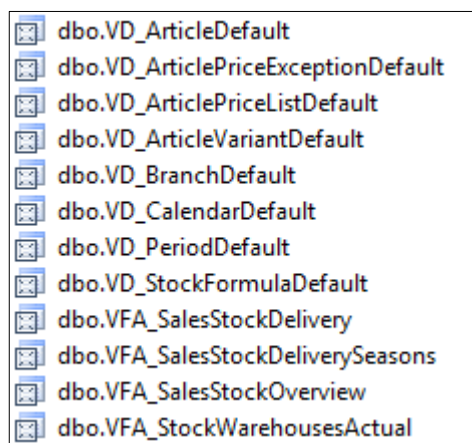 dbo.VD_ArticleDefault
dbo.VD_ArticlePriceExceptionDefault
dbo.VD_ArticlePriceListDefault
dbo.VD_ArticleVariantDefault
dbo.VD_BranchDefault
dbo.VD_CalendarDefault
dbo.VD_PeriodDefault
dbo.VD_StockFormulaDefault
dbo.VFA_SalesStockDelivery
dbo.VFA_SalesStockDeliverySeasons
dbo.VFA_SalesStockOverview
dbo.VFA_StockWarehousesActual